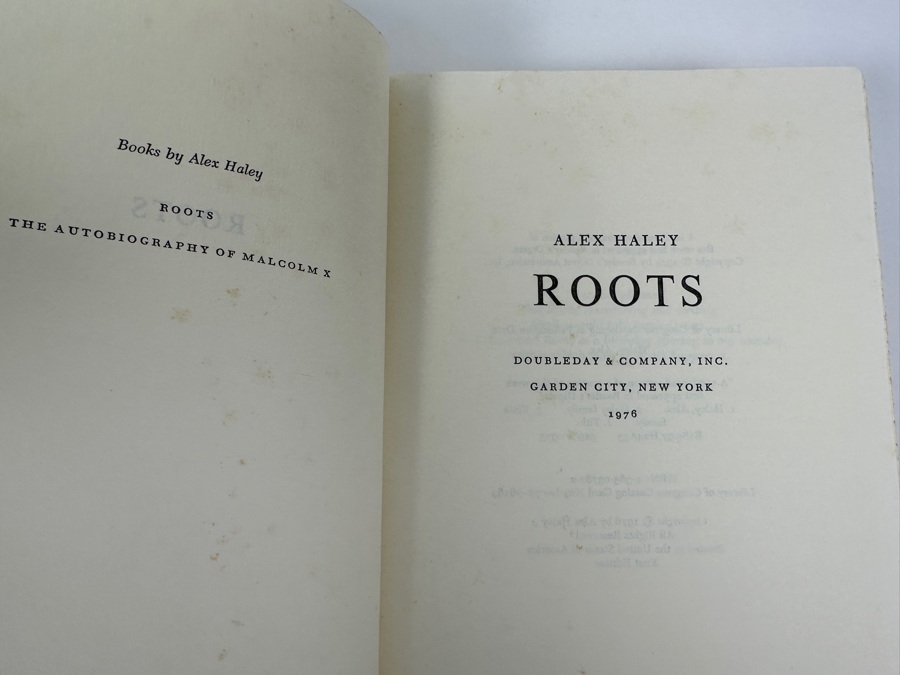 Books by Alex Haley
ROOTS
THE AUTOBIOGRAPHY OF MALCOLM X
ALEX HALEY
ROOTS
DOUBLEDAY & COMPANY, INC.
GARDEN CITY, NEW YORK
1976